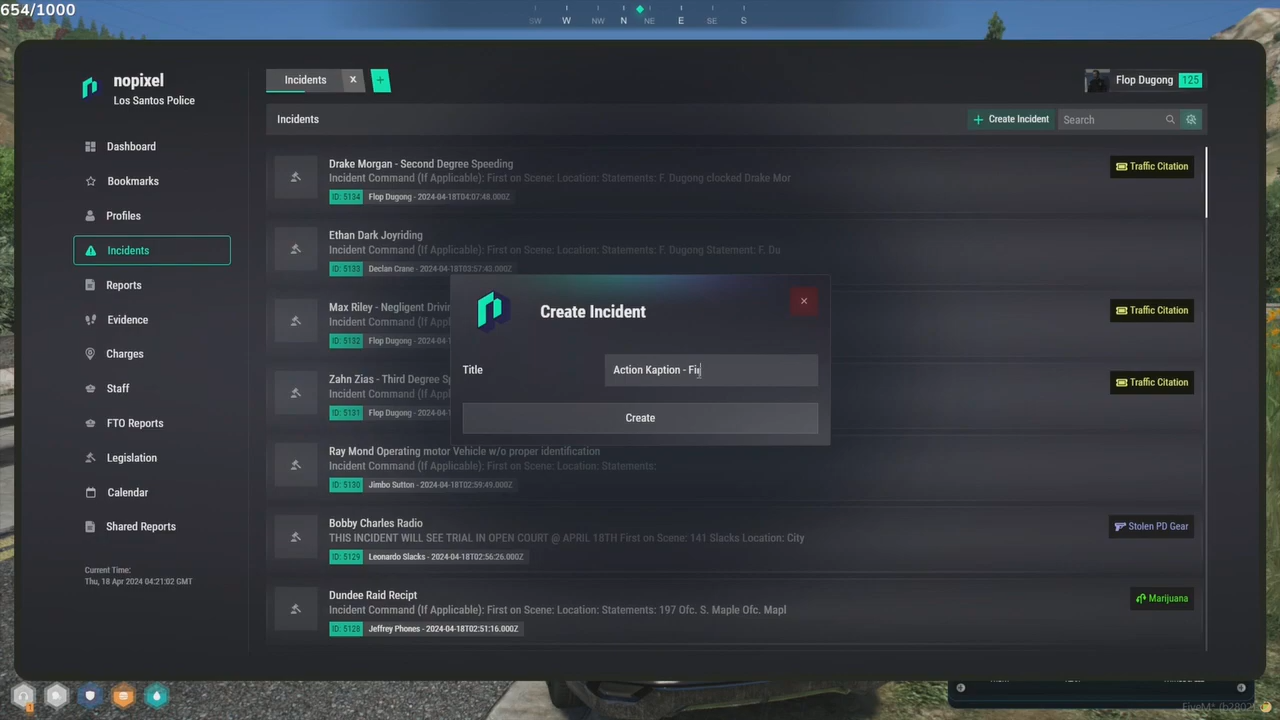 654/1000
SW W NW N NE E SE S
nopixel
Los Santos Police
Incidents x +
Flop Dugong 125
Incidents
+ Create Incident
Search
Dashboard
Bookmarks
Profiles
Incidents
Reports
Evidence
Charges
Staff
FTO Reports
Legislation
Calendar
Shared Reports
Current Time:
Thu, 18 Apr 2024 04:21:02 GMT
Drake Morgan - Second Degree Speeding
Incident Command (If Applicable): First on Scene: Location: Statements: F. Dugong clocked Drake Mor
ID: 5134 Flop Dugong - 2024-04-18T04:07:48.000Z
Traffic Citation
Ethan Dark Joyriding
Incident Command (If Applicable): First on Scene: Location: Statements: F. Dugong Statement: F. Du
ID: 5133 Declan Crane - 2024-04-18T03:57:43.000Z
Max Riley - Negligent Drivin
Incident Command (If Appl
ID: 5132 Flop Dugong - 2
Traffic Citation
Zahn Zias - Third Degree Sp
Incident Command (If Appl
ID: 5131 Flop Dugong - 2
Traffic Citation
Create Incident
×
Title
Action Kaption - Fir
Create
Ray Mond Operating motor Vehicle w/o proper identification
Incident Command (If Applicable): First on Scene: Location: Statements:
ID: 5130 Jimbo Sutton - 2024-04-18T02:59:49.000Z
Bobby Charles Radio
THIS INCIDENT WILL SEE TRIAL IN OPEN COURT @ APRIL 18TH First on Scene: 141 Slacks Location: City
ID: 5129 Leonardo Slacks - 2024-04-18T02:56:26.000Z
Stolen PD Gear
Dundee Raid Recipt
Incident Command (If Applicable): First on Scene: Location: Statements: 197 Ofc. S. Maple Ofc. Mapl
ID: 5128 Jeffrey Phones - 2024-04-18T02:51:16.000Z
Marijuana
FiveM* (b2802)